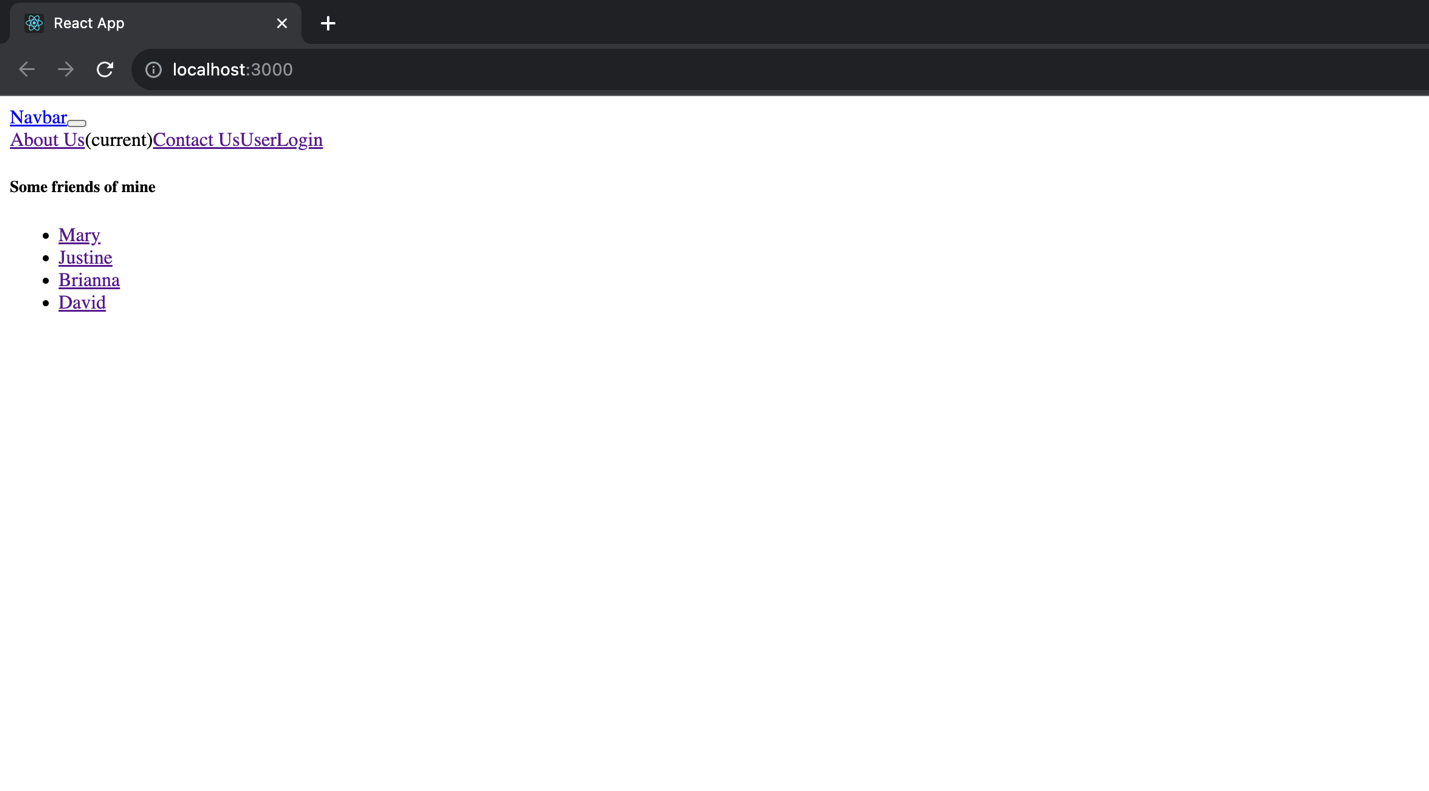 React App
localhost:3000
Navbar
About Us(current)Contact UsUserLogin
Some friends of mine
Mary
Justine
Brianna
David